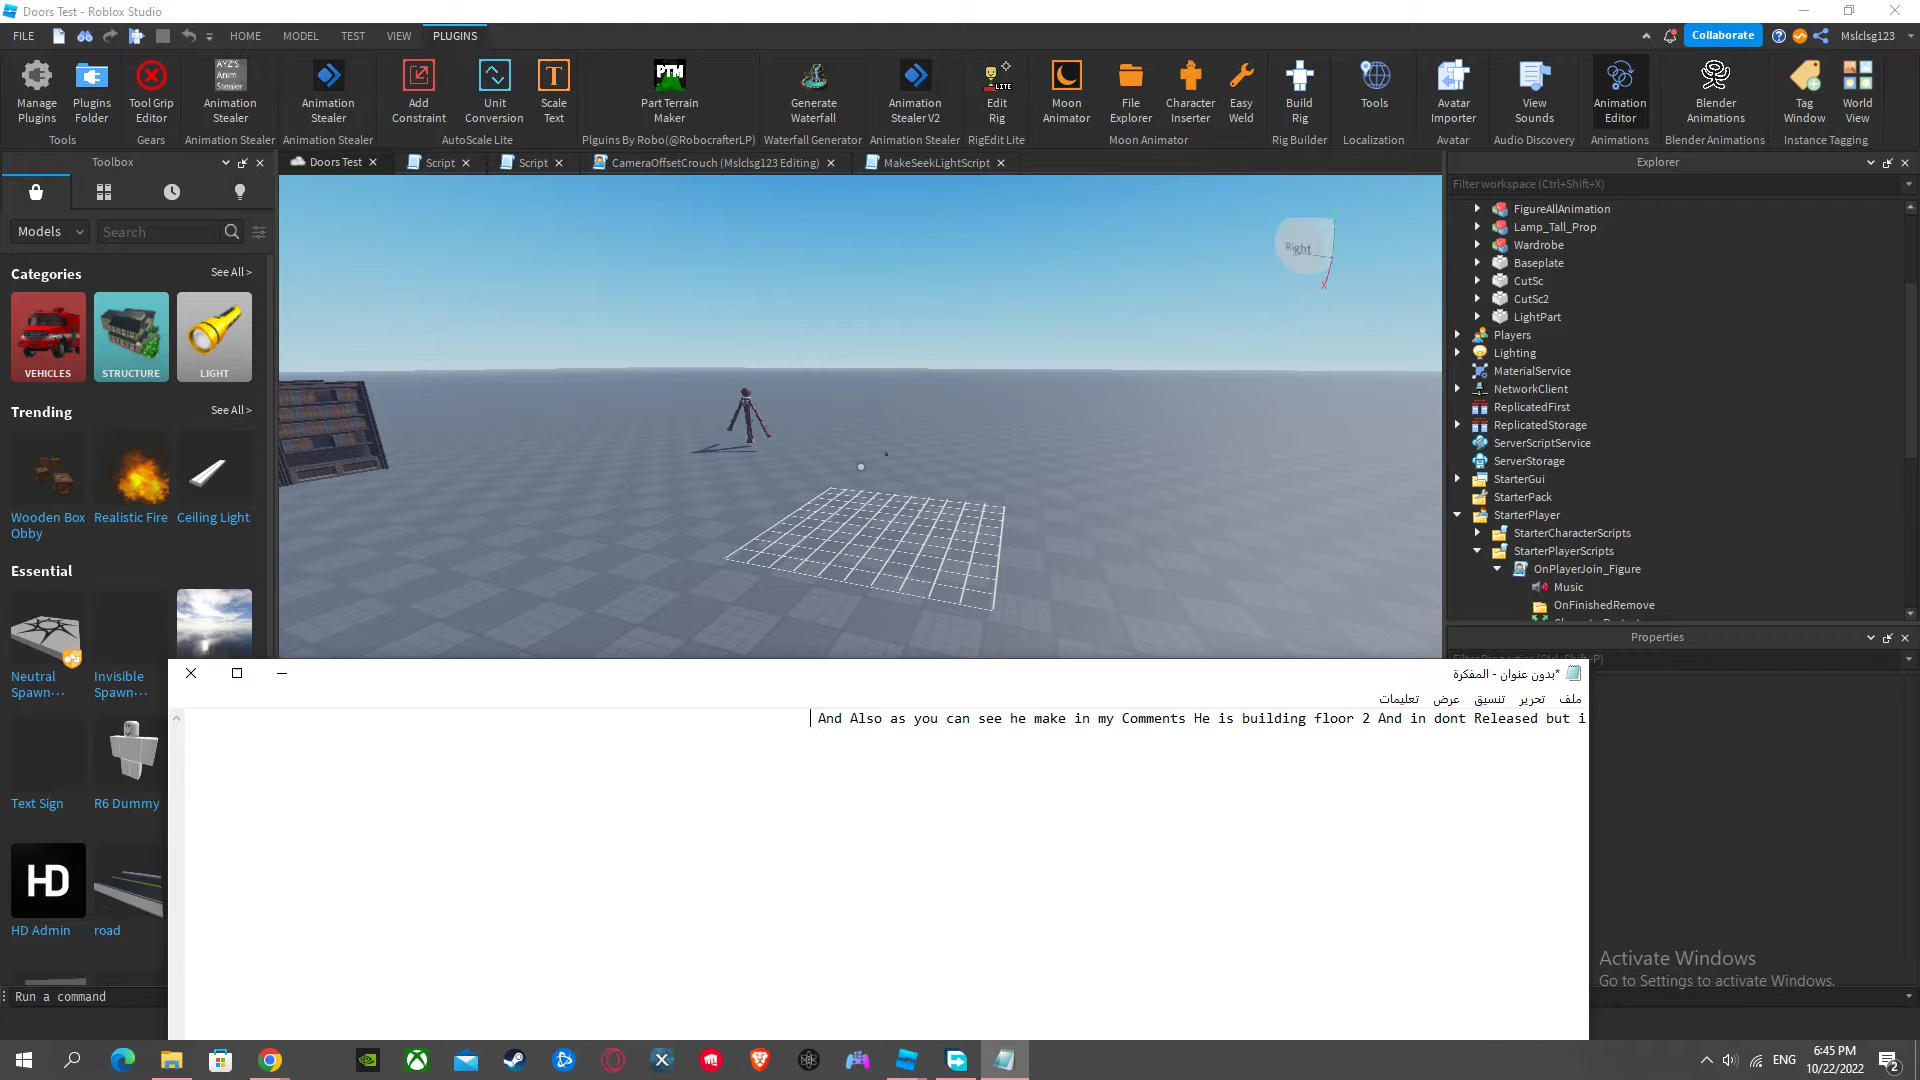 Doors Test - Roblox Studio
FILE
HOME
MODEL
TEST
VIEW
PLUGINS
Collaborate
Mslclsg123
Manage Plugins
Plugins Folder
Tools
Tool Grip Editor
Gears
AYZ'S Anim Stealer
Animation Stealer
Animation Stealer
Animation Stealer
Animation Stealer
Add Constraint
Unit Conversion
Scale Text
AutoScale Lite
PTM
Part Terrain Maker
Plguins By Robo(@RobocrafterLP)
Generate Waterfall
Waterfall Generator
Animation Stealer V2
Animation Stealer
LITE
Edit Rig
RigEdit Lite
Moon Animator
File Explorer
Character Inserter
Easy Weld
Moon Animator
Build Rig
Rig Builder
Tools
Localization
Avatar Importer
Avatar
View Sounds
Audio Discovery
Animation Editor
Animations
Blender Animations
Blender Animations
Tag Window
World View
Instance Tagging
Toolbox
Doors Test
Script
Script
CameraOffsetCrouch (Mslclsg123 Editing)
MakeSeekLightScript
Explorer
Filter workspace (Ctrl+Shift+X)
Models
Search
Categories
See All >
VEHICLES
STRUCTURE
LIGHT
Trending
See All >
Wooden Box Obby
Realistic Fire
Ceiling Light
Essential
Neutral Spawn...
Invisible Spawn...
Text Sign
R6 Dummy
HD
HD Admin
road
Run a command
Right
X
FigureAllAnimation
Lamp_Tall_Prop
Wardrobe
Baseplate
CutSc
CutSc2
LightPart
Players
Lighting
MaterialService
NetworkClient
ReplicatedFirst
ReplicatedStorage
ServerScriptService
ServerStorage
StarterGui
StarterPack
StarterPlayer
StarterCharacterScripts
StarterPlayerScripts
OnPlayerJoin_Figure
Music
OnFinishedRemove
Properties
*بدون عنوان - المفكرة
ملف تحرير تنسيق عرض تعليمات
And Also as you can see he make in my Comments He is building floor 2 And in dont Released but i
Activate Windows
Go to Settings to activate Windows.
ENG
6:45 PM
10/22/2022
2